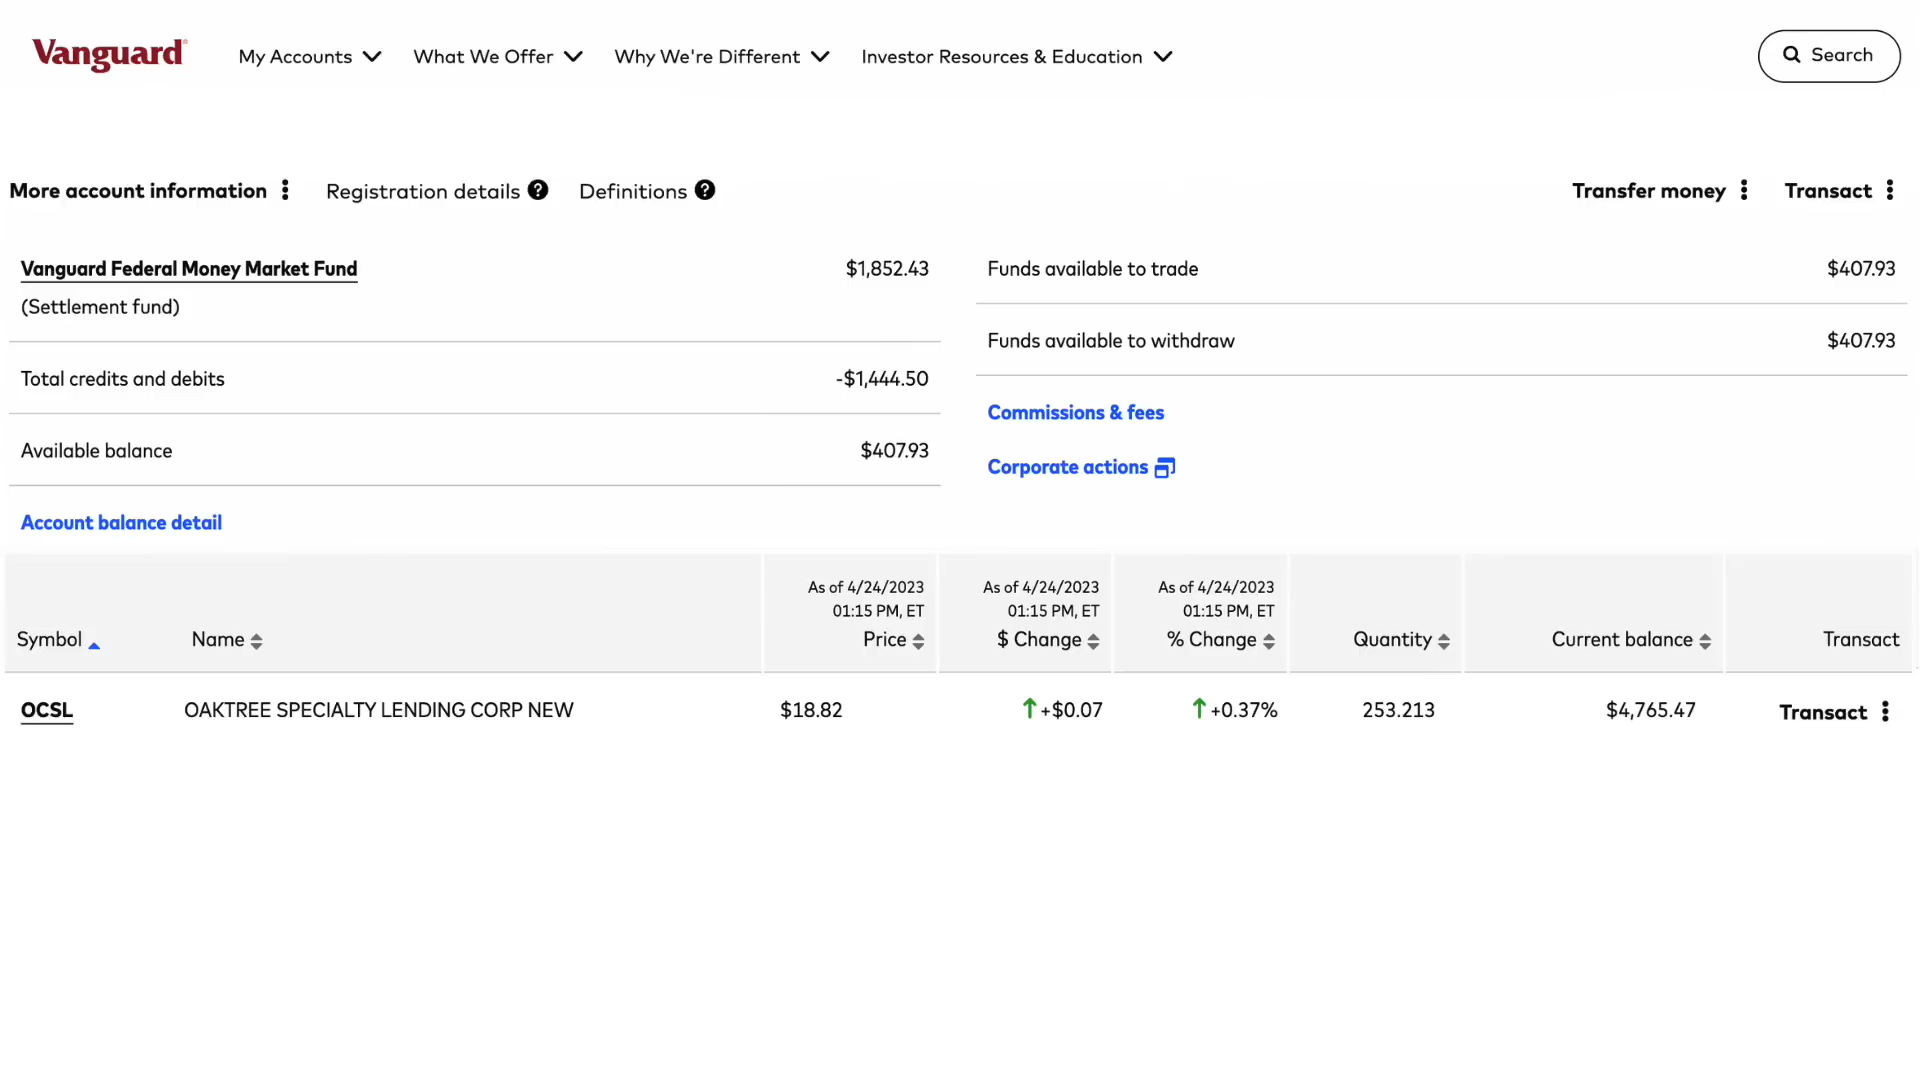 Vanguard®
My Accounts
What We Offer
Why We're Different
Investor Resources & Education
Search
More account information
Registration details ?
Definitions ?
Transfer money
Transact
Vanguard Federal Money Market Fund
(Settlement fund)
$1,852.43
Total credits and debits
-$1,444.50
Available balance
$407.93
Account balance detail
Funds available to trade
$407.93
Funds available to withdraw
$407.93
Commissions & fees
Corporate actions
Symbol
Name
As of 4/24/2023
01:15 PM, ET
Price
As of 4/24/2023
01:15 PM, ET
$ Change
As of 4/24/2023
01:15 PM, ET
% Change
Quantity
Current balance
Transact
OCSL
OAKTREE SPECIALTY LENDING CORP NEW
$18.82
+$0.07
+0.37%
253.213
$4,765.47
Transact